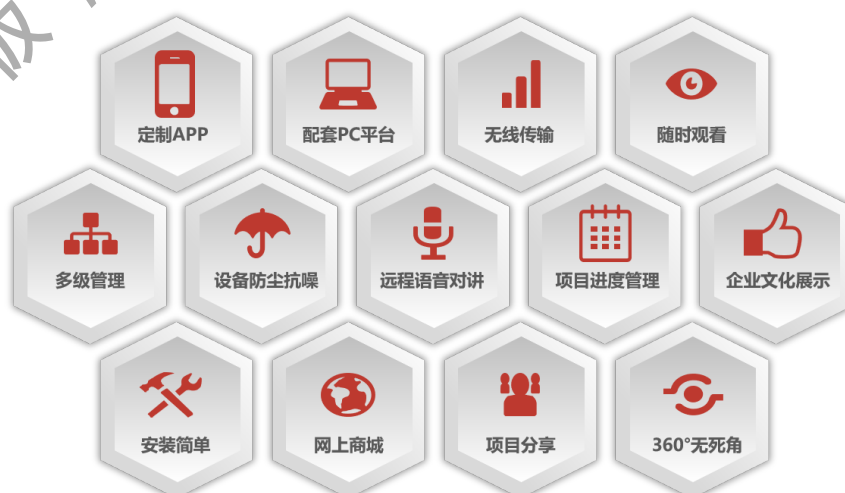 版
定制APP
配套PC平台
无线传输
随时观看
多级管理
设备防尘抗噪
远程语音对讲
项目进度管理
企业文化展示
安装简单
网上商城
项目分享
360°无死角